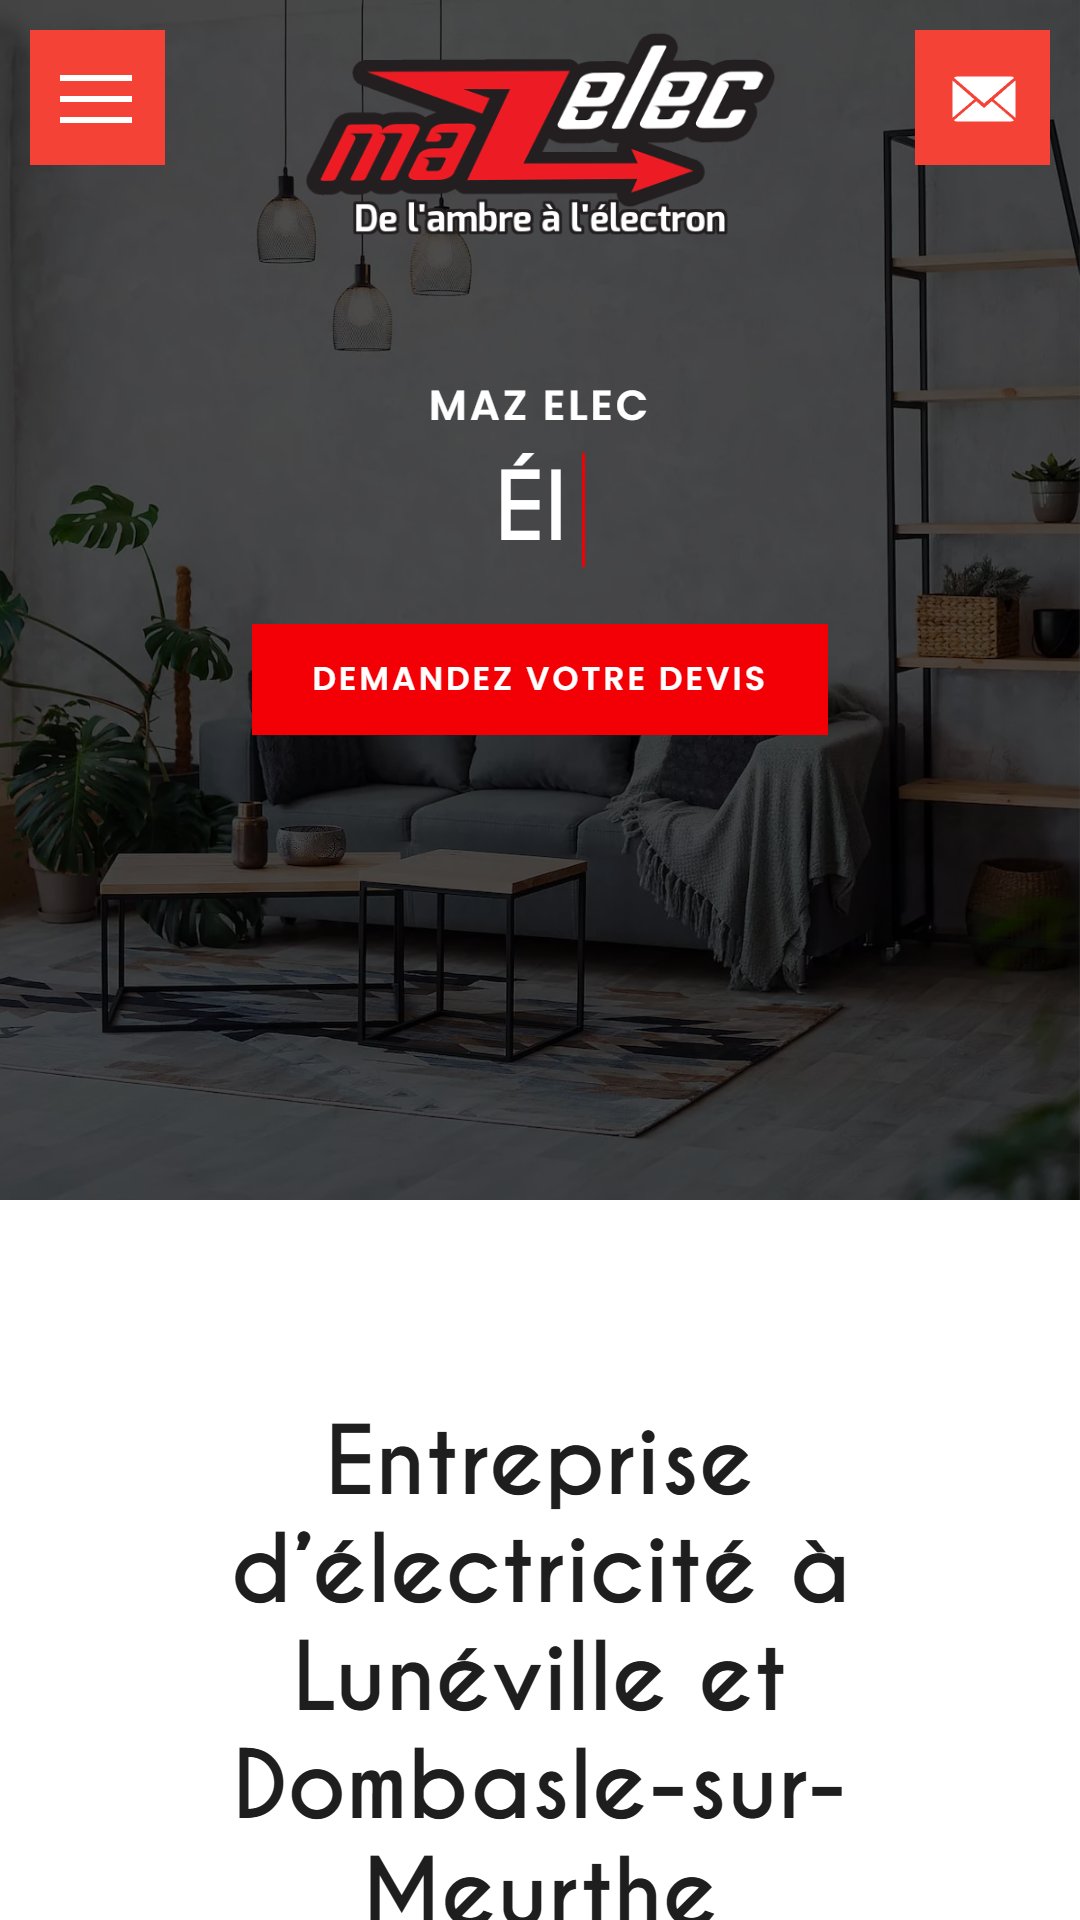 maZelec
De l'ambre à l'électron
MAZ ELEC
Él
DEMANDEZ VOTRE DEVIS
Entreprise
d’électricité à
Lunéville et
Dombasle-sur-
Meurthe